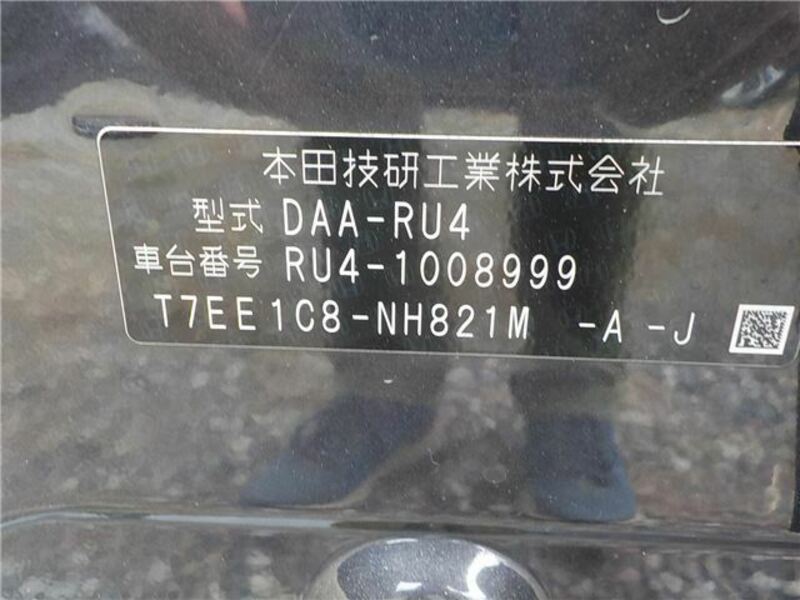 本田技研工業株式会社
型式 DAA-RU4
車台番号 RU4-1008999
T7EE1C8-NH821M -A -J